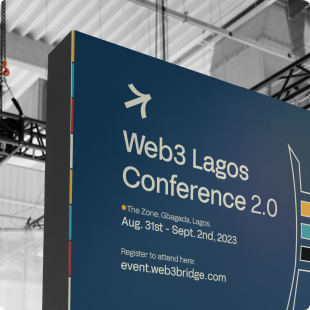 Web3 Lagos
Conference 2.0
The Zone, Gbagada, Lagos,
Aug. 31st - Sept. 2nd, 2023
Register to attend here:
event.web3bridge.com